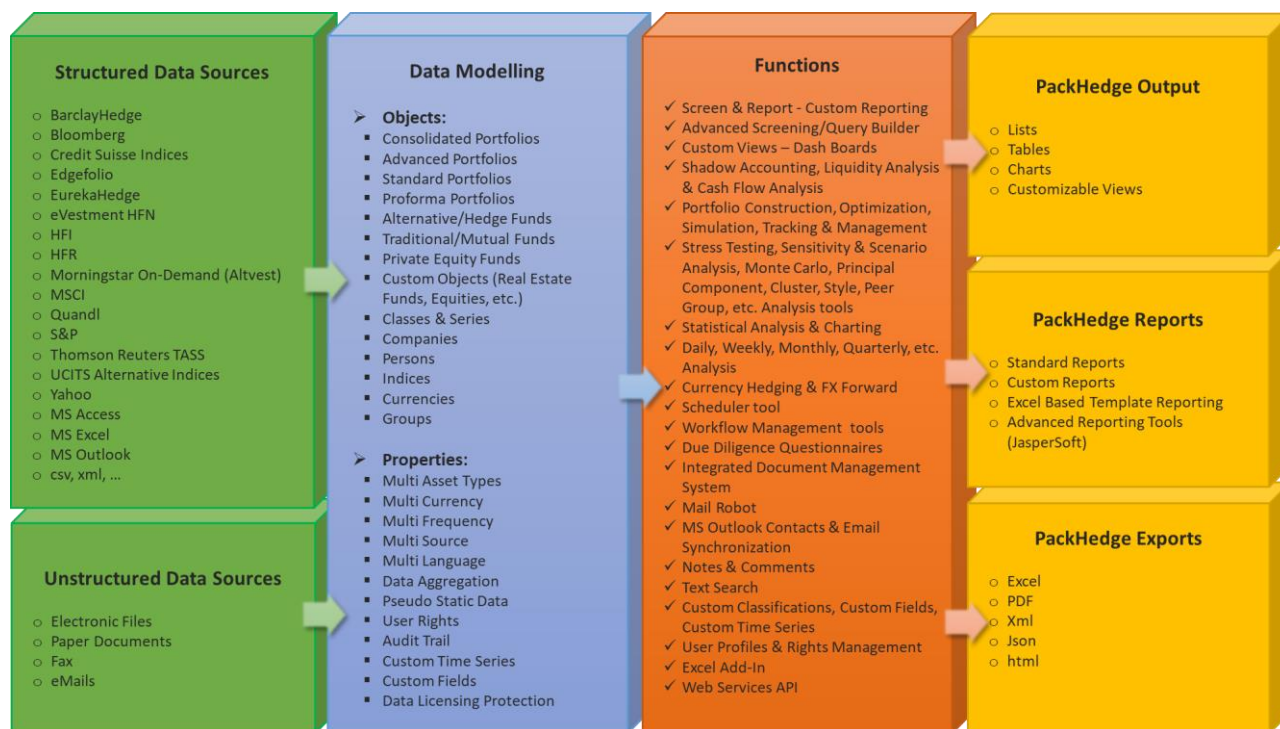 Structured Data Sources
o BarclayHedge
o Bloomberg
o Credit Suisse Indices
o Edgefolio
o EurekaHedge
o eVestment HFN
o HFI
o HFR
o Morningstar On-Demand (Altvest)
o MSCI
o Quandl
o S&P
o Thomson Reuters TASS
o UCITS Alternative Indices
o Yahoo
o MS Access
o MS Excel
o MS Outlook
o csv, xml, ...
Unstructured Data Sources
o Electronic Files
o Paper Documents
o Fax
o eMails
Data Modelling
➢ Objects:
▪ Consolidated Portfolios
▪ Advanced Portfolios
▪ Standard Portfolios
▪ Proforma Portfolios
▪ Alternative/Hedge Funds
▪ Traditional/Mutual Funds
▪ Private Equity Funds
▪ Custom Objects (Real Estate
Funds, Equities, etc.)
▪ Classes & Series
▪ Companies
▪ Persons
▪ Indices
▪ Currencies
▪ Groups
➢ Properties:
▪ Multi Asset Types
▪ Multi Currency
▪ Multi Frequency
▪ Multi Source
▪ Multi Language
▪ Data Aggregation
▪ Pseudo Static Data
▪ User Rights
▪ Audit Trail
▪ Custom Time Series
▪ Custom Fields
▪ Data Licensing Protection
Functions
✓ Screen & Report - Custom Reporting
✓ Advanced Screening/Query Builder
✓ Custom Views – Dash Boards
✓ Shadow Accounting, Liquidity Analysis
& Cash Flow Analysis
✓ Portfolio Construction, Optimization,
Simulation, Tracking & Management
✓ Stress Testing, Sensitivity & Scenario
Analysis, Monte Carlo, Principal
Component, Cluster, Style, Peer
Group, etc. Analysis tools
✓ Statistical Analysis & Charting
✓ Daily, Weekly, Monthly, Quarterly, etc.
Analysis
✓ Currency Hedging & FX Forward
✓ Scheduler tool
✓ Workflow Management tools
✓ Due Diligence Questionnaires
✓ Integrated Document Management
System
✓ Mail Robot
✓ MS Outlook Contacts & Email
Synchronization
✓ Notes & Comments
✓ Text Search
✓ Custom Classifications, Custom Fields,
Custom Time Series
✓ User Profiles & Rights Management
✓ Excel Add-In
✓ Web Services API
PackHedge Output
o Lists
o Tables
o Charts
o Customizable Views
PackHedge Reports
o Standard Reports
o Custom Reports
o Excel Based Template Reporting
o Advanced Reporting Tools
(JasperSoft)
PackHedge Exports
o Excel
o PDF
o Xml
o Json
o html